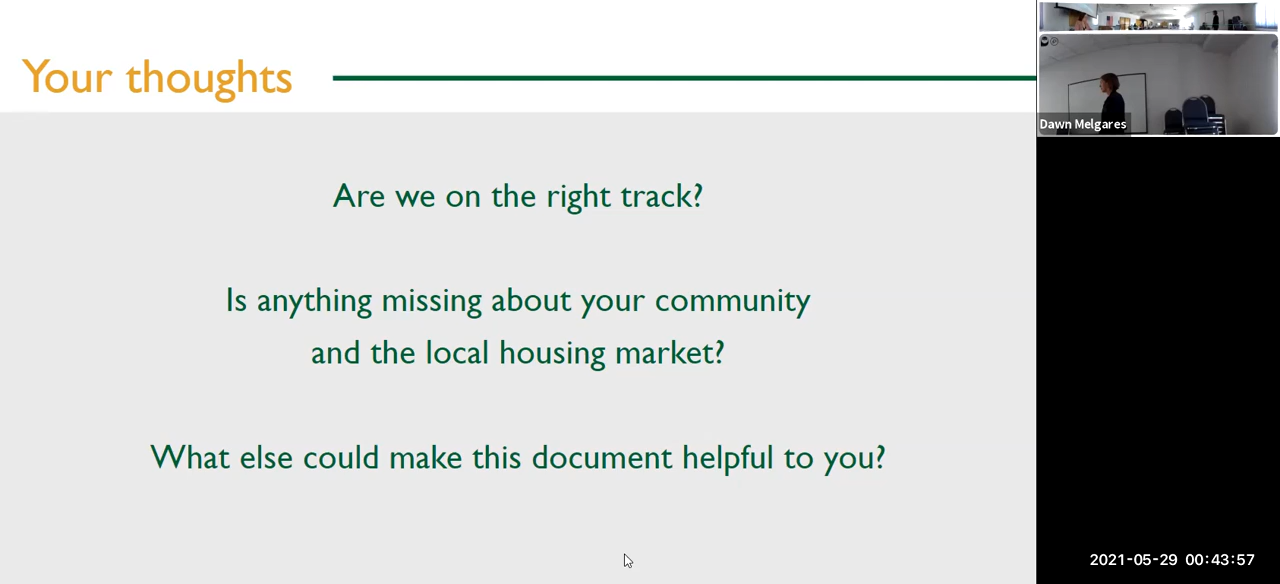 Your thoughts
Are we on the right track?
Is anything missing about your community
and the local housing market?
What else could make this document helpful to you?
Dawn Melgares
2021-05-29 00:43:57